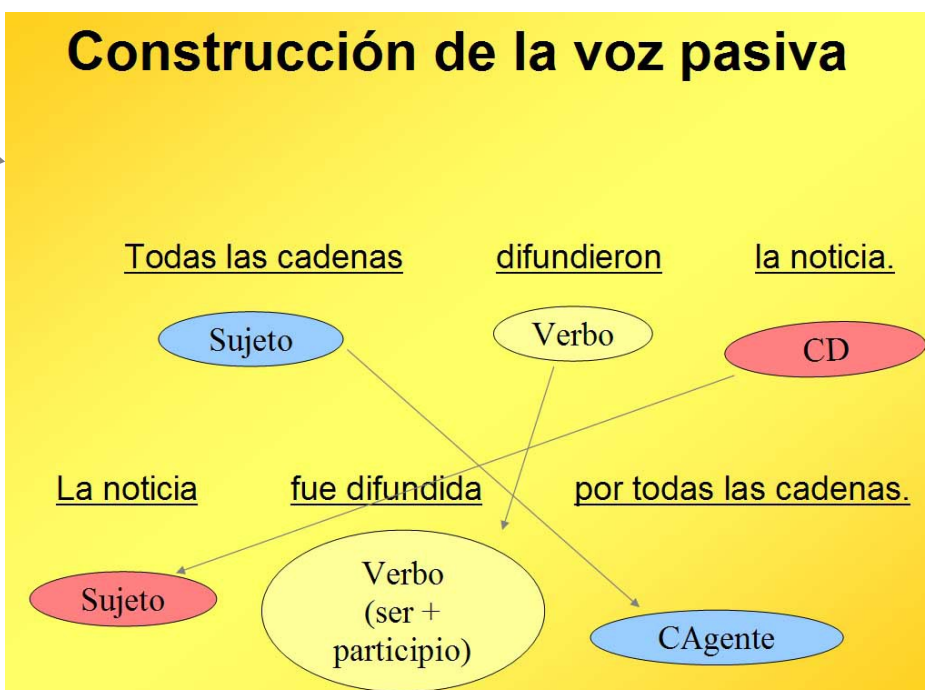 Construcción de la voz pasiva
Todas las cadenas difundieron la noticia.
Sujeto Verbo CD
La noticia fue difundida por todas las cadenas.
Sujeto
Verbo
(ser +
participio)
CAgente